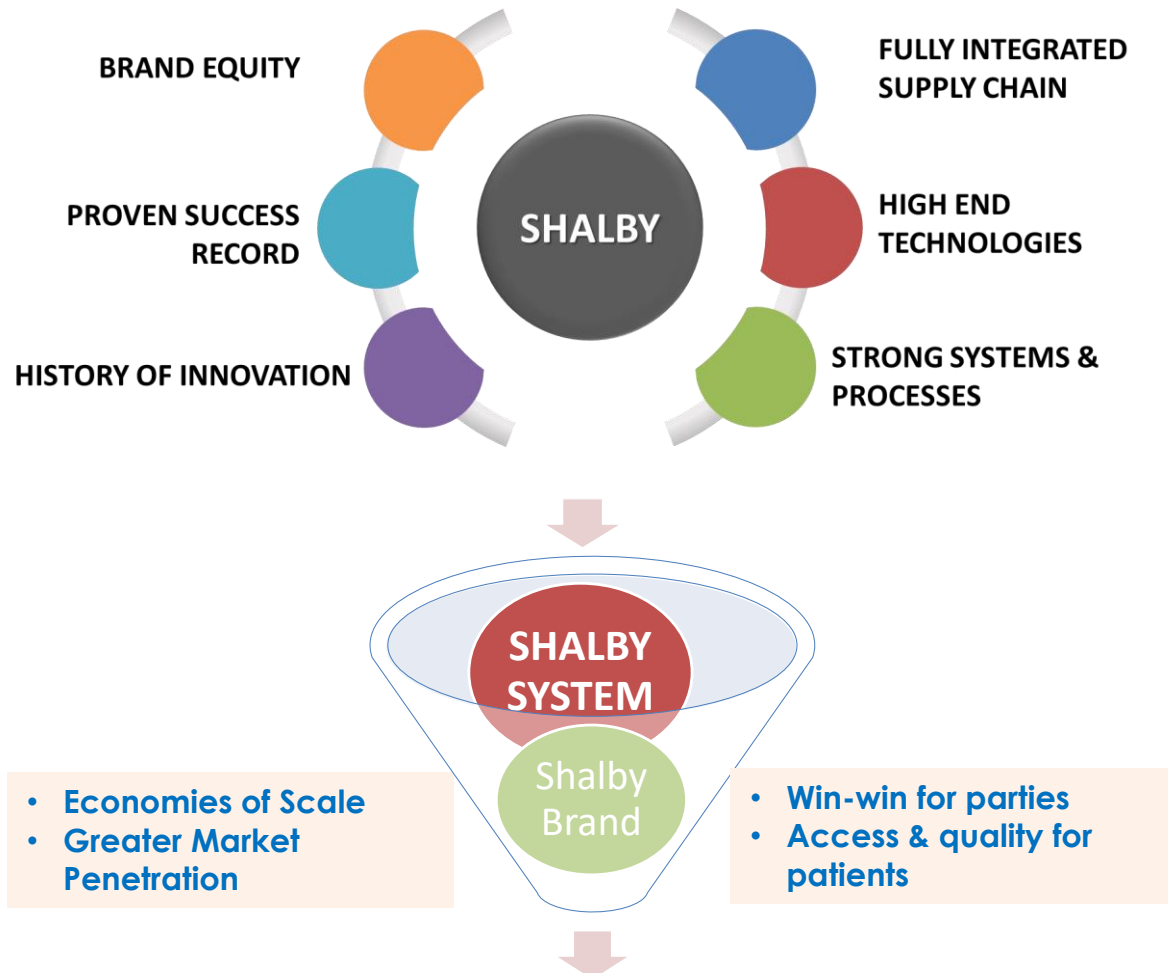 BRAND EQUITY
PROVEN SUCCESS
RECORD
HISTORY OF INNOVATION
SHALBY
FULLY INTEGRATED
SUPPLY CHAIN
HIGH END
TECHNOLOGIES
STRONG SYSTEMS &
PROCESSES
SHALBY
SYSTEM
Shalby
Brand
• Economies of Scale
• Greater Market
Penetration
• Win-win for parties
• Access & quality for
patients